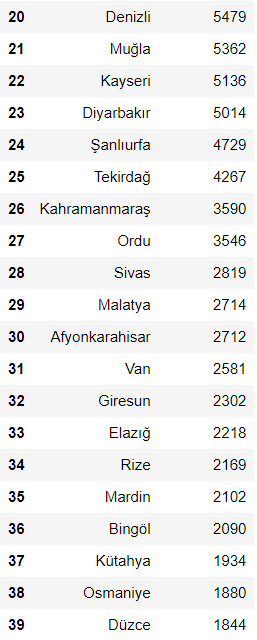 20 Denizli 5479
21 Muğla 5362
22 Kayseri 5136
23 Diyarbakır 5014
24 Şanlıurfa 4729
25 Tekirdağ 4267
26 Kahramanmaraş 3590
27 Ordu 3546
28 Sivas 2819
29 Malatya 2714
30 Afyonkarahisar 2712
31 Van 2581
32 Giresun 2302
33 Elazığ 2218
34 Rize 2169
35 Mardin 2102
36 Bingöl 2090
37 Kütahya 1934
38 Osmaniye 1880
39 Düzce 1844